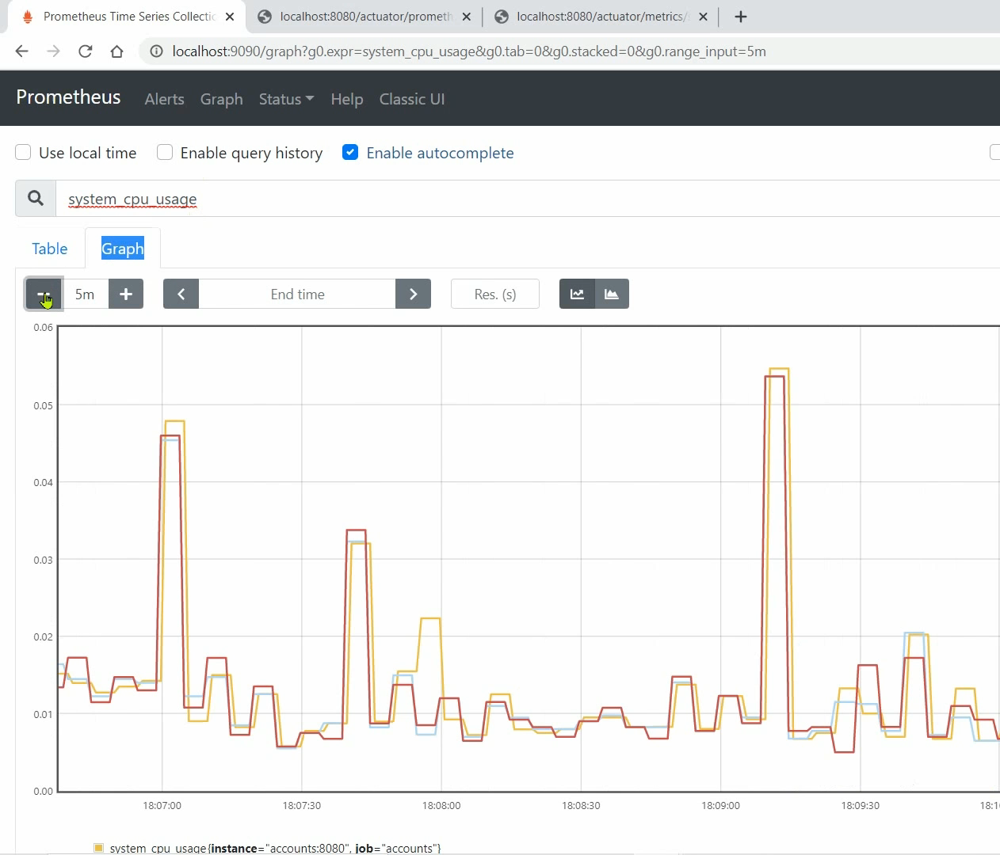 Prometheus Time Series Collectic
localhost:8080/actuator/prometh
localhost:8080/actuator/metrics/
localhost:9090/graph?g0.expr=system_cpu_usage&g0.tab=0&g0.stacked=0&g0.range_input=5m
Prometheus Alerts Graph Status Help Classic UI
Use local time Enable query history Enable autocomplete
system_cpu_usage
Table Graph
5m End time Res. (s)
0.06
0.05
0.04
0.03
0.02
0.01
0.00
18:07:00 18:07:30 18:08:00 18:08:30 18:09:00 18:09:30 18:1
system_cpu_usage{instance="accounts:8080", job="accounts"}